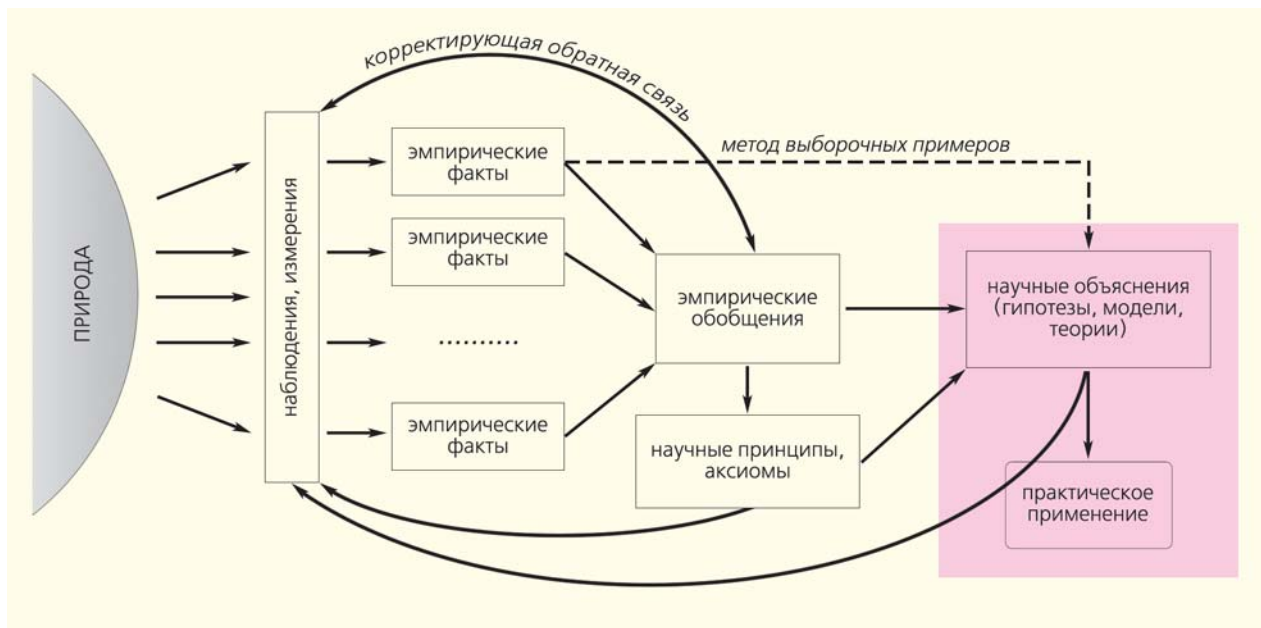 корректирующая обратная связь
метод выборочных примеров
ПРИРОДА
наблюдения, измерения
эмпирические
факты
эмпирические
факты
..........
эмпирические
факты
эмпирические
обобщения
научные принципы,
аксиомы
научные объяснения
(гипотезы, модели,
теории)
практическое
применение